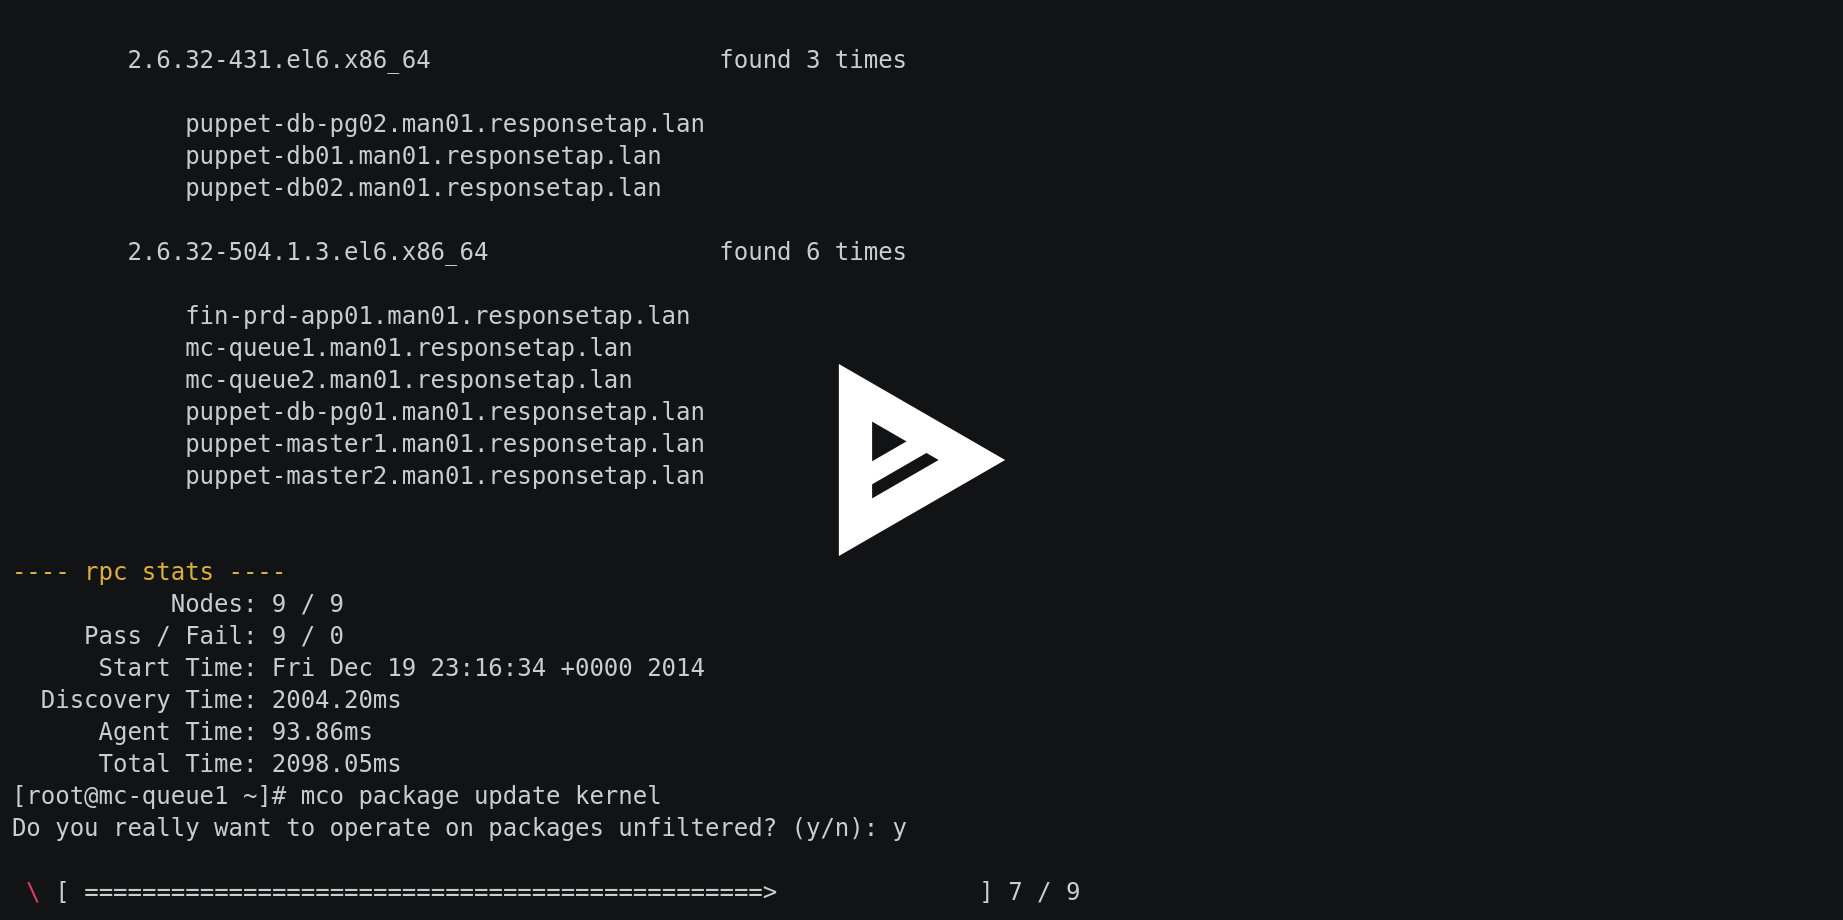 2.6.32-431.el6.x86_64                    found 3 times
puppet-db-pg02.man01.responsetap.lan
puppet-db01.man01.responsetap.lan
puppet-db02.man01.responsetap.lan
2.6.32-504.1.3.el6.x86_64                found 6 times
fin-prd-app01.man01.responsetap.lan
mc-queue1.man01.responsetap.lan
mc-queue2.man01.responsetap.lan
puppet-db-pg01.man01.responsetap.lan
puppet-master1.man01.responsetap.lan
puppet-master2.man01.responsetap.lan
---- rpc stats ----
Nodes: 9 / 9
Pass / Fail: 9 / 0
Start Time: Fri Dec 19 23:16:34 +0000 2014
Discovery Time: 2004.20ms
Agent Time: 93.86ms
Total Time: 2098.05ms
[root@mc-queue1 ~]# mco package update kernel
Do you really want to operate on packages unfiltered? (y/n): y
\ [ ===============================================>              ] 7 / 9